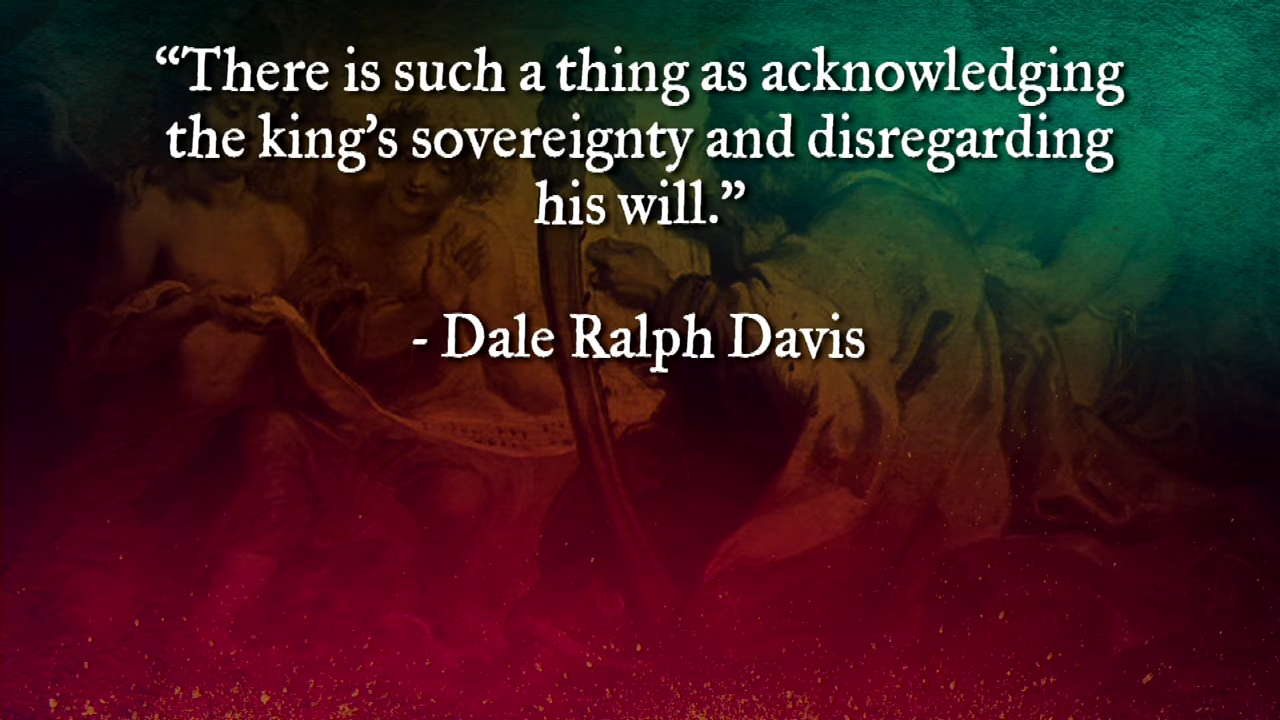 “There is such a thing as acknowledging
the king’s sovereignty and disregarding
his will.”
- Dale Ralph Davis